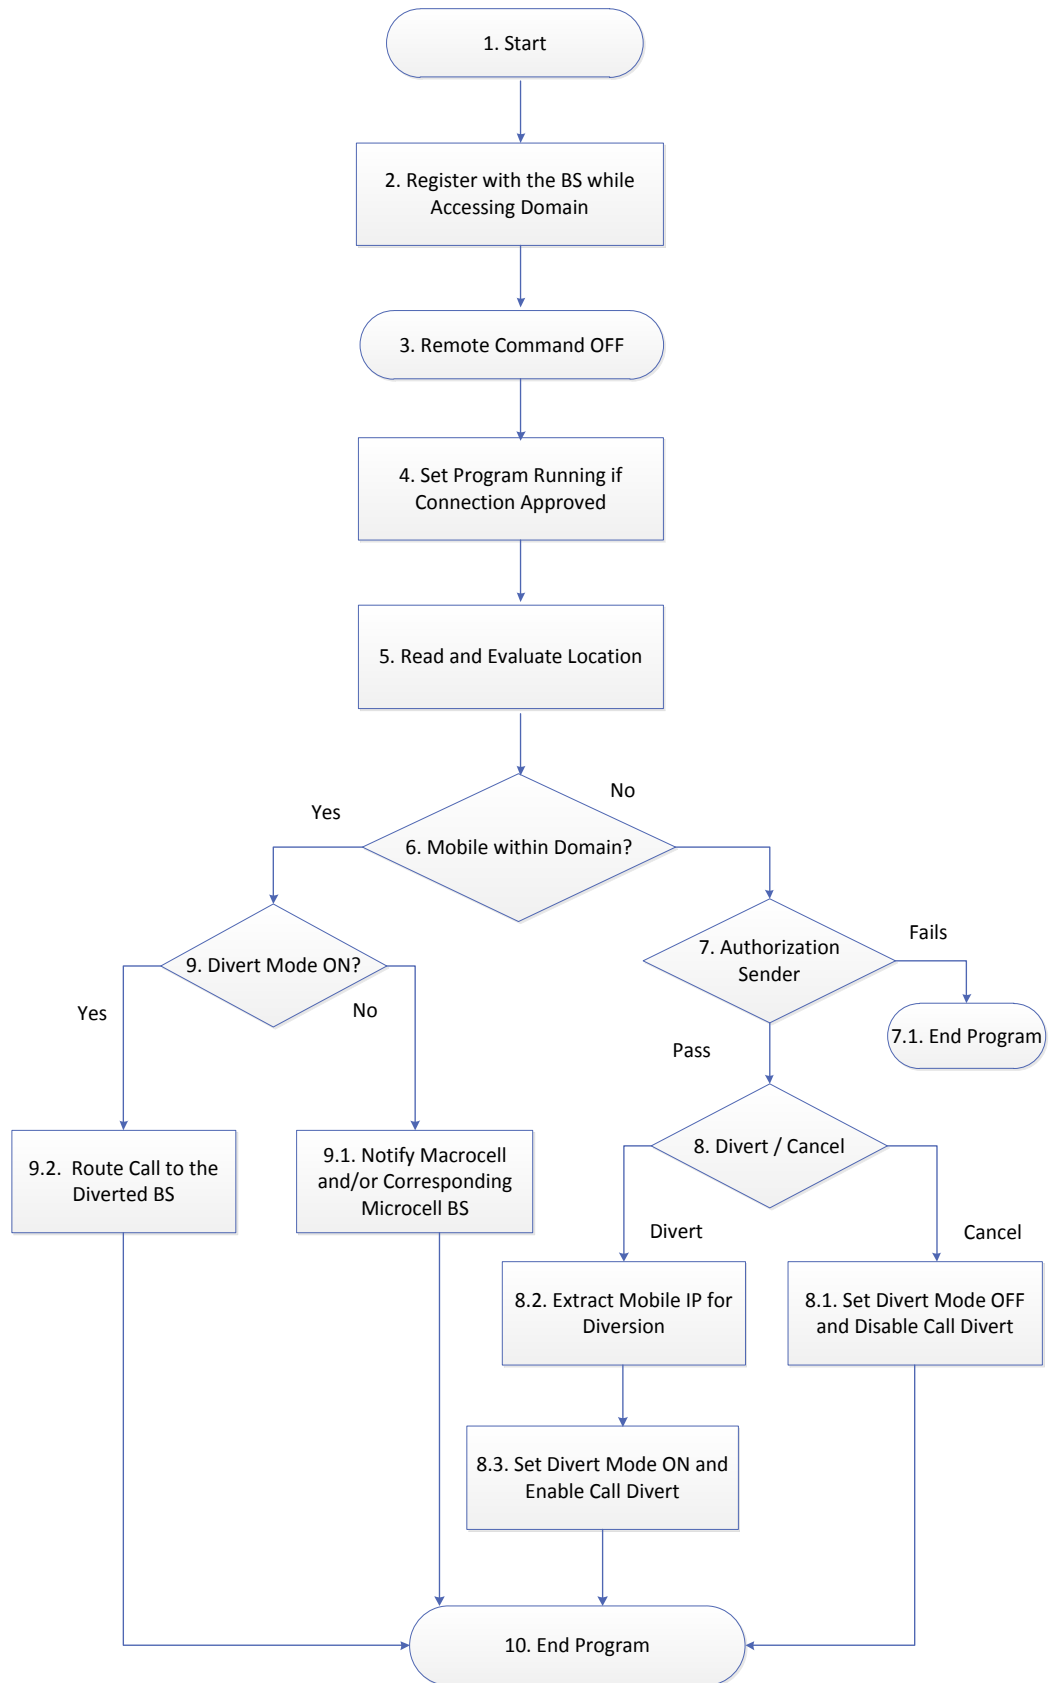 1. Start
2. Register with the BS while
Accessing Domain
3. Remote Command OFF
4. Set Program Running if
Connection Approved
5. Read and Evaluate Location
No
Yes
6. Mobile within Domain?
Fails
7. Authorization
Sender
9. Divert Mode ON?
Yes
No
7.1. End Program
Pass
8. Divert / Cancel
9.2.  Route Call to the
Diverted BS
9.1. Notify Macrocell
and/or Corresponding
Microcell BS
Divert
Cancel
8.2. Extract Mobile IP for
Diversion
8.1. Set Divert Mode OFF
and Disable Call Divert
8.3. Set Divert Mode ON and
Enable Call Divert
10. End Program